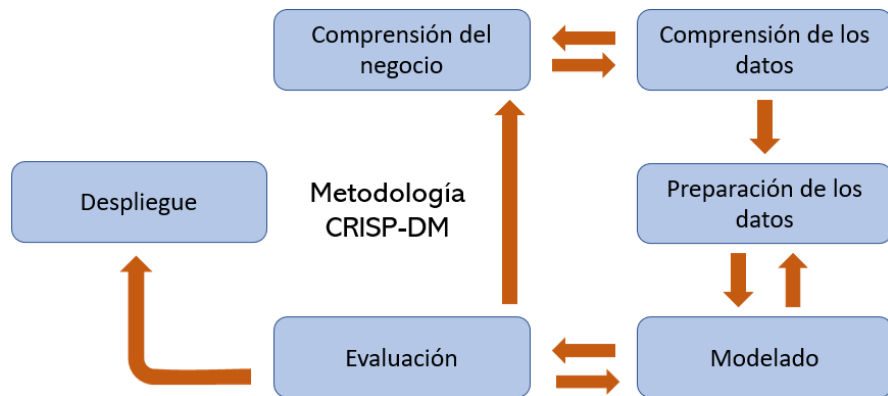 Comprensión del
negocio
Comprensión de los
datos
Despliegue
Metodología
CRISP-DM
Preparación de los
datos
Evaluación
Modelado